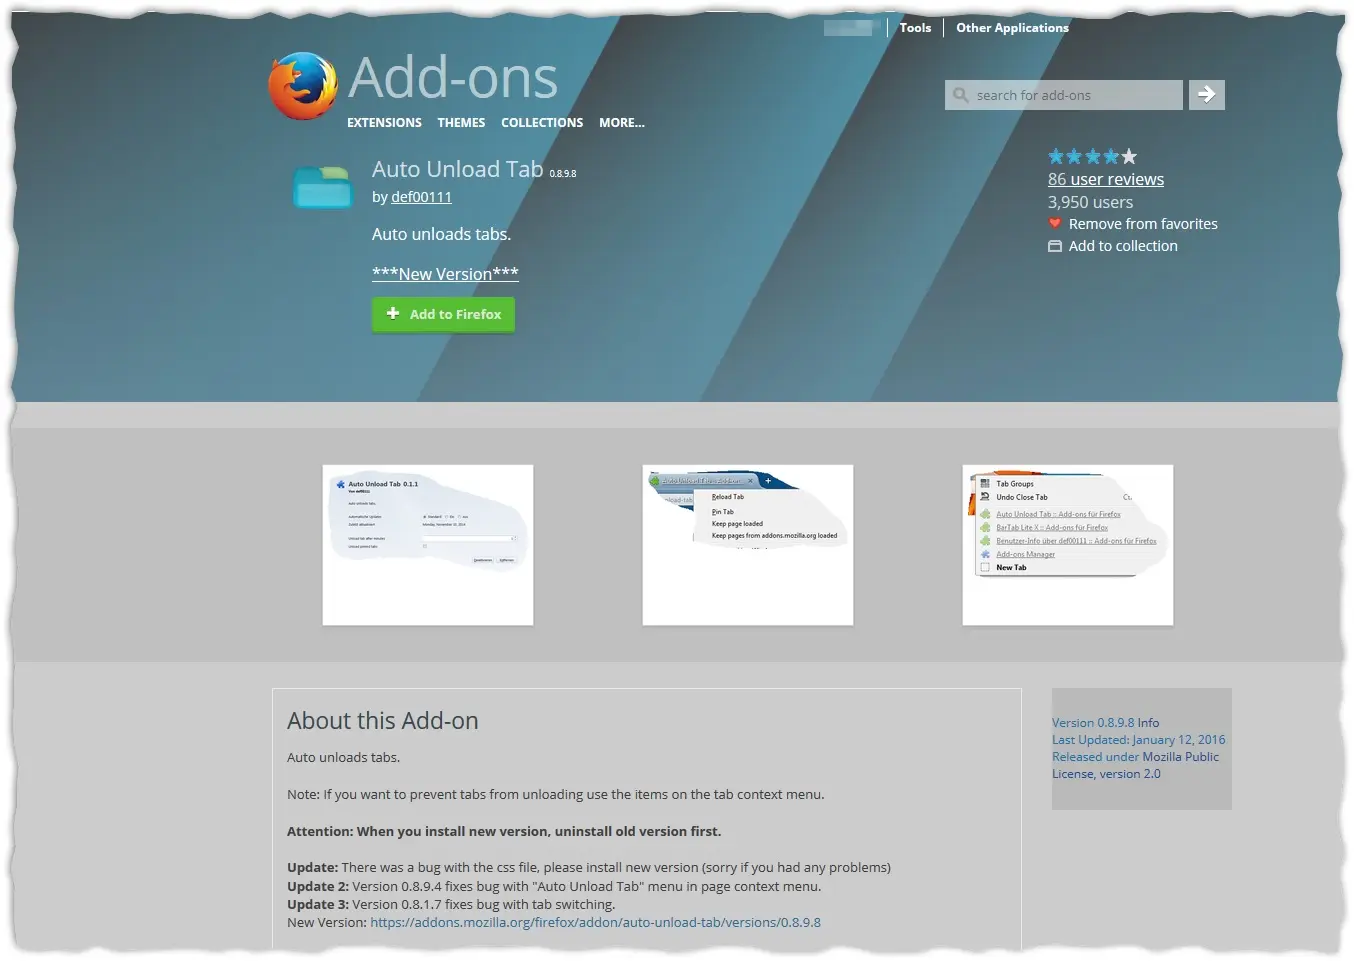 Tools
Other Applications
Add-ons
search for add-ons
EXTENSIONS THEMES COLLECTIONS MORE...
Auto Unload Tab 0.8.9.8
by def00111
Auto unloads tabs.
***New Version***
Add to Firefox
86 user reviews
3,950 users
Remove from favorites
Add to collection
Auto Unload Tab 0.1.1
Von def00111
Auto unload tabs.
Reload Tab
Pin Tab
Keep page loaded
Keep pages from addons.mozilla.org loaded
Tab Groups
Undo Close Tab
Auto Unload Tab :: Add-ons für Firefox
BarTab Lite X :: Add-ons für Firefox
Benutzer-Info über def00111 :: Add-ons für Firefox
Add-ons Manager
New Tab
About this Add-on
Auto unloads tabs.
Note: If you want to prevent tabs from unloading use the items on the tab context menu.
Attention: When you install new version, uninstall old version first.
Update: There was a bug with the css file, please install new version (sorry if you had any problems)
Update 2: Version 0.8.9.4 fixes bug with "Auto Unload Tab" menu in page context menu.
Update 3: Version 0.8.1.7 fixes bug with tab switching.
New Version: https://addons.mozilla.org/firefox/addon/auto-unload-tab/versions/0.8.9.8
Version 0.8.9.8 Info
Last Updated: January 12, 2016
Released under Mozilla Public
License, version 2.0